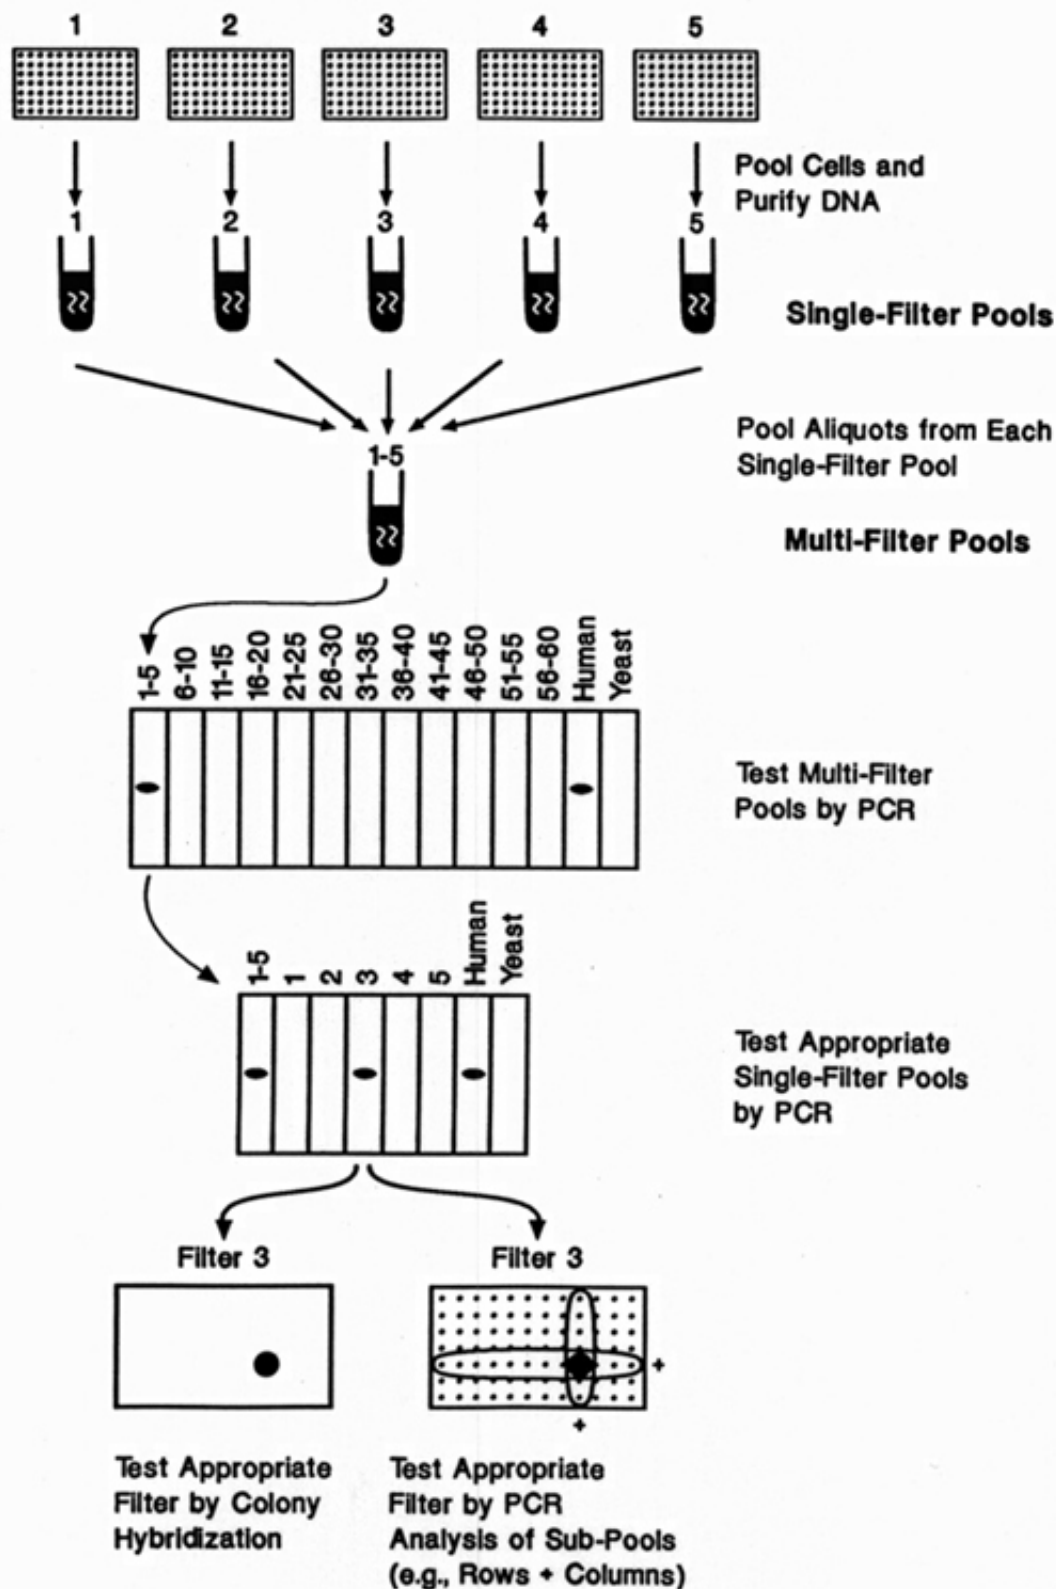 1 2 3 4 5
Pool Cells and
Purify DNA
1 2 3 4 5
Single-Filter Pools
Pool Aliquots from Each
Single-Filter Pool
1-5
Multi-Filter Pools
1-5 6-10 11-15 16-20 21-25 26-30 31-35 36-40 41-45 46-50 51-55 56-60 Human Yeast
Test Multi-Filter
Pools by PCR
1-5 1 2 3 4 5 Human Yeast
Test Appropriate
Single-Filter Pools
by PCR
Filter 3
Filter 3
+
+
Test Appropriate
Filter by Colony
Hybridization
Test Appropriate
Filter by PCR
Analysis of Sub-Pools
(e.g., Rows + Columns)